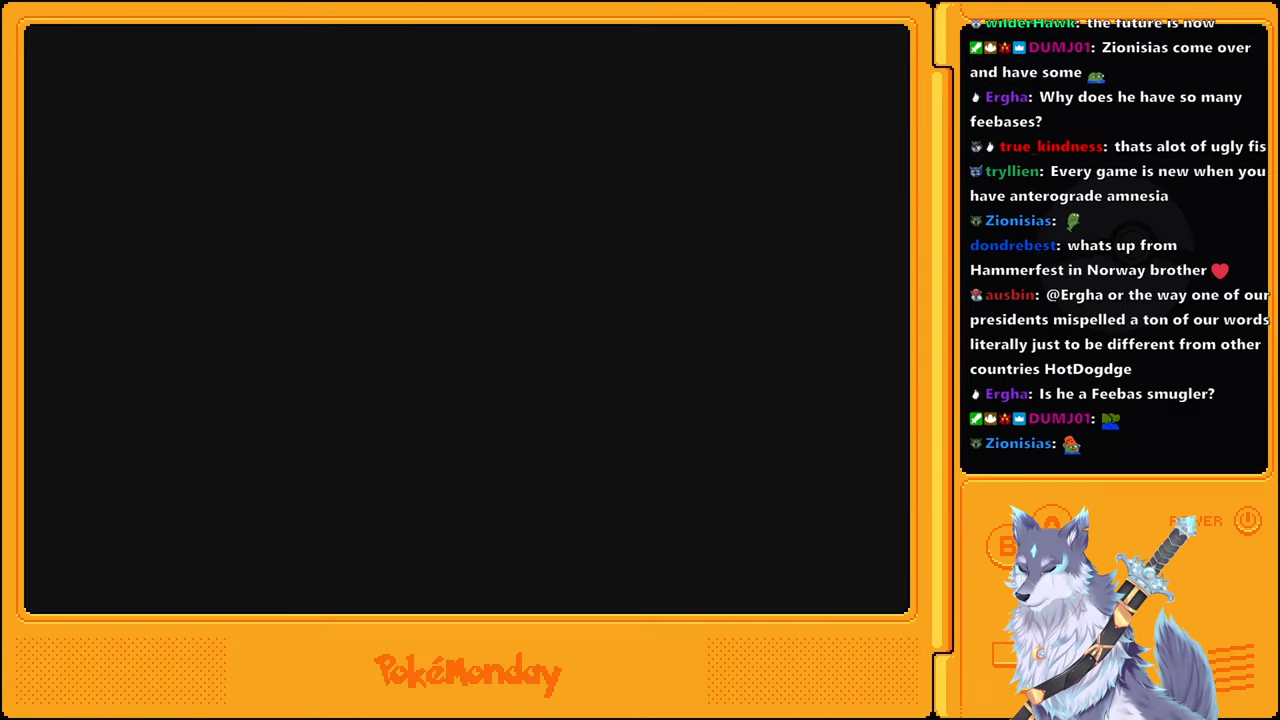 wilderHawk: the future is now
DUMJ01: Zionisias come over
and have some
Ergha: Why does he have so many
feebases?
true_kindness: thats alot of ugly fis
tryllien: Every game is new when you
have anterograde amnesia
Zionisias:
dondrebest: whats up from
Hammerfest in Norway brother
ausbin: @Ergha or the way one of our
presidents mispelled a ton of our words
literally just to be different from other
countries HotDogdge
Ergha: Is he a Feebas smugler?
DUMJ01:
Zionisias:
A
B
PokéMonday